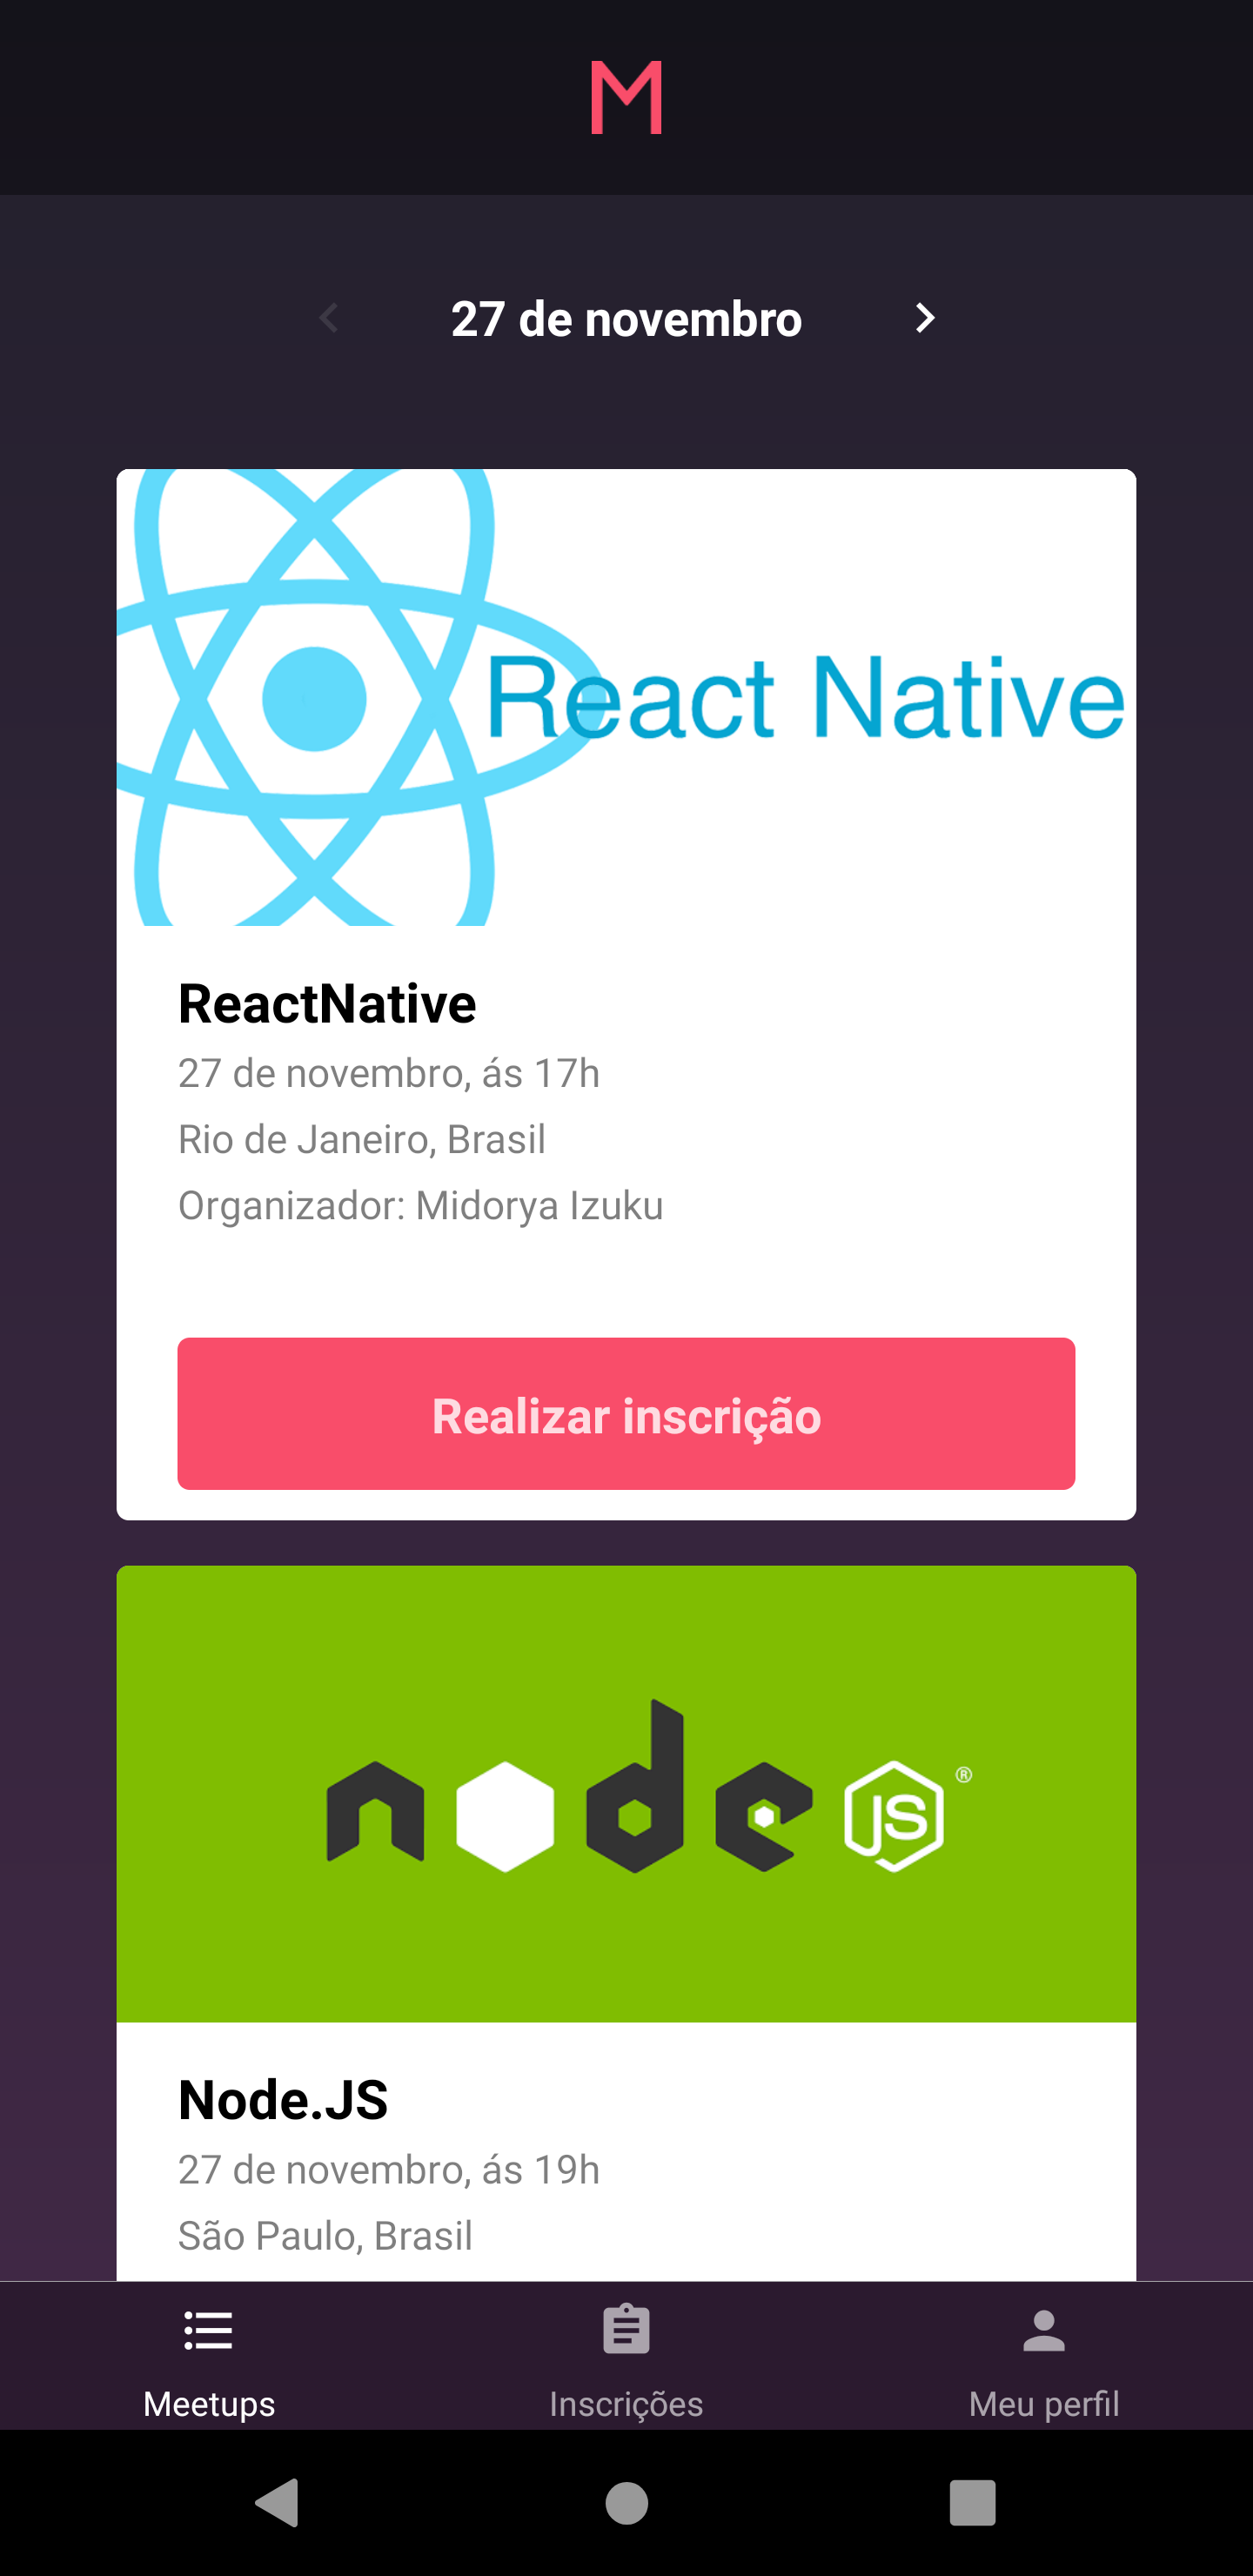 M
27 de novembro
React Native
ReactNative
27 de novembro, ás 17h
Rio de Janeiro, Brasil
Organizador: Midorya Izuku
Realizar inscrição
node JS ®
Node.JS
27 de novembro, ás 19h
São Paulo, Brasil
Meetups Inscrições Meu perfil